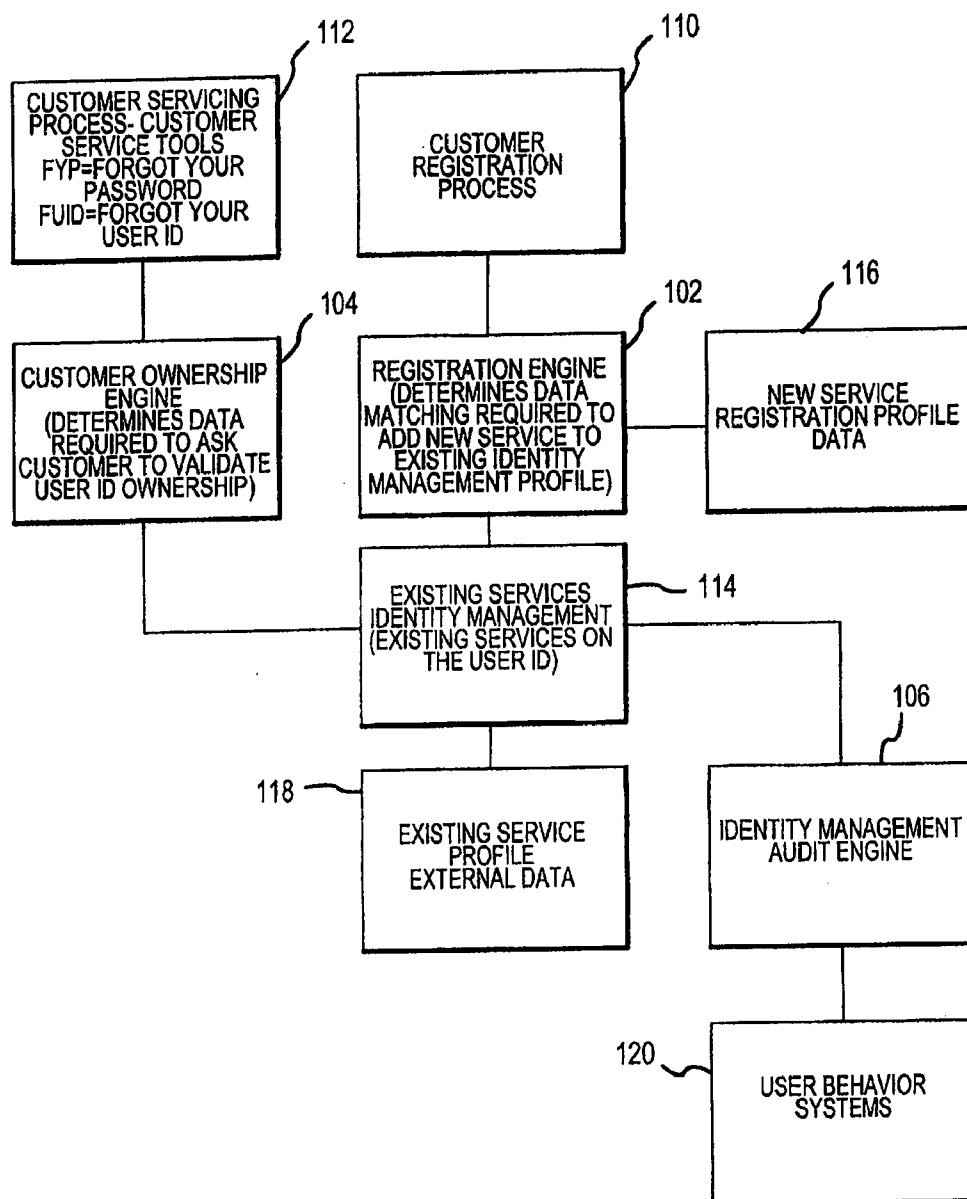 112
110
CUSTOMER SERVICING
PROCESS- CUSTOMER
SERVICE TOOLS
FYP=FORGOT YOUR
PASSWORD
FUID=FORGOT YOUR
USER ID
CUSTOMER
REGISTRATION
PROCESS
104
102
116
CUSTOMER OWNERSHIP
ENGINE
(DETERMINES DATA
REQUIRED TO ASK
CUSTOMER TO VALIDATE
USER ID OWNERSHIP)
REGISTRATION ENGINE
(DETERMINES DATA
MATCHING REQUIRED TO
ADD NEW SERVICE TO
EXISTING IDENTITY
MANAGEMENT PROFILE)
NEW SERVICE
REGISTRATION PROFILE
DATA
EXISTING SERVICES
IDENTITY MANAGEMENT
(EXISTING SERVICES ON
THE USER ID)
114
106
118
EXISTING SERVICE
PROFILE
EXTERNAL DATA
IDENTITY MANAGEMENT
AUDIT ENGINE
120
USER BEHAVIOR
SYSTEMS